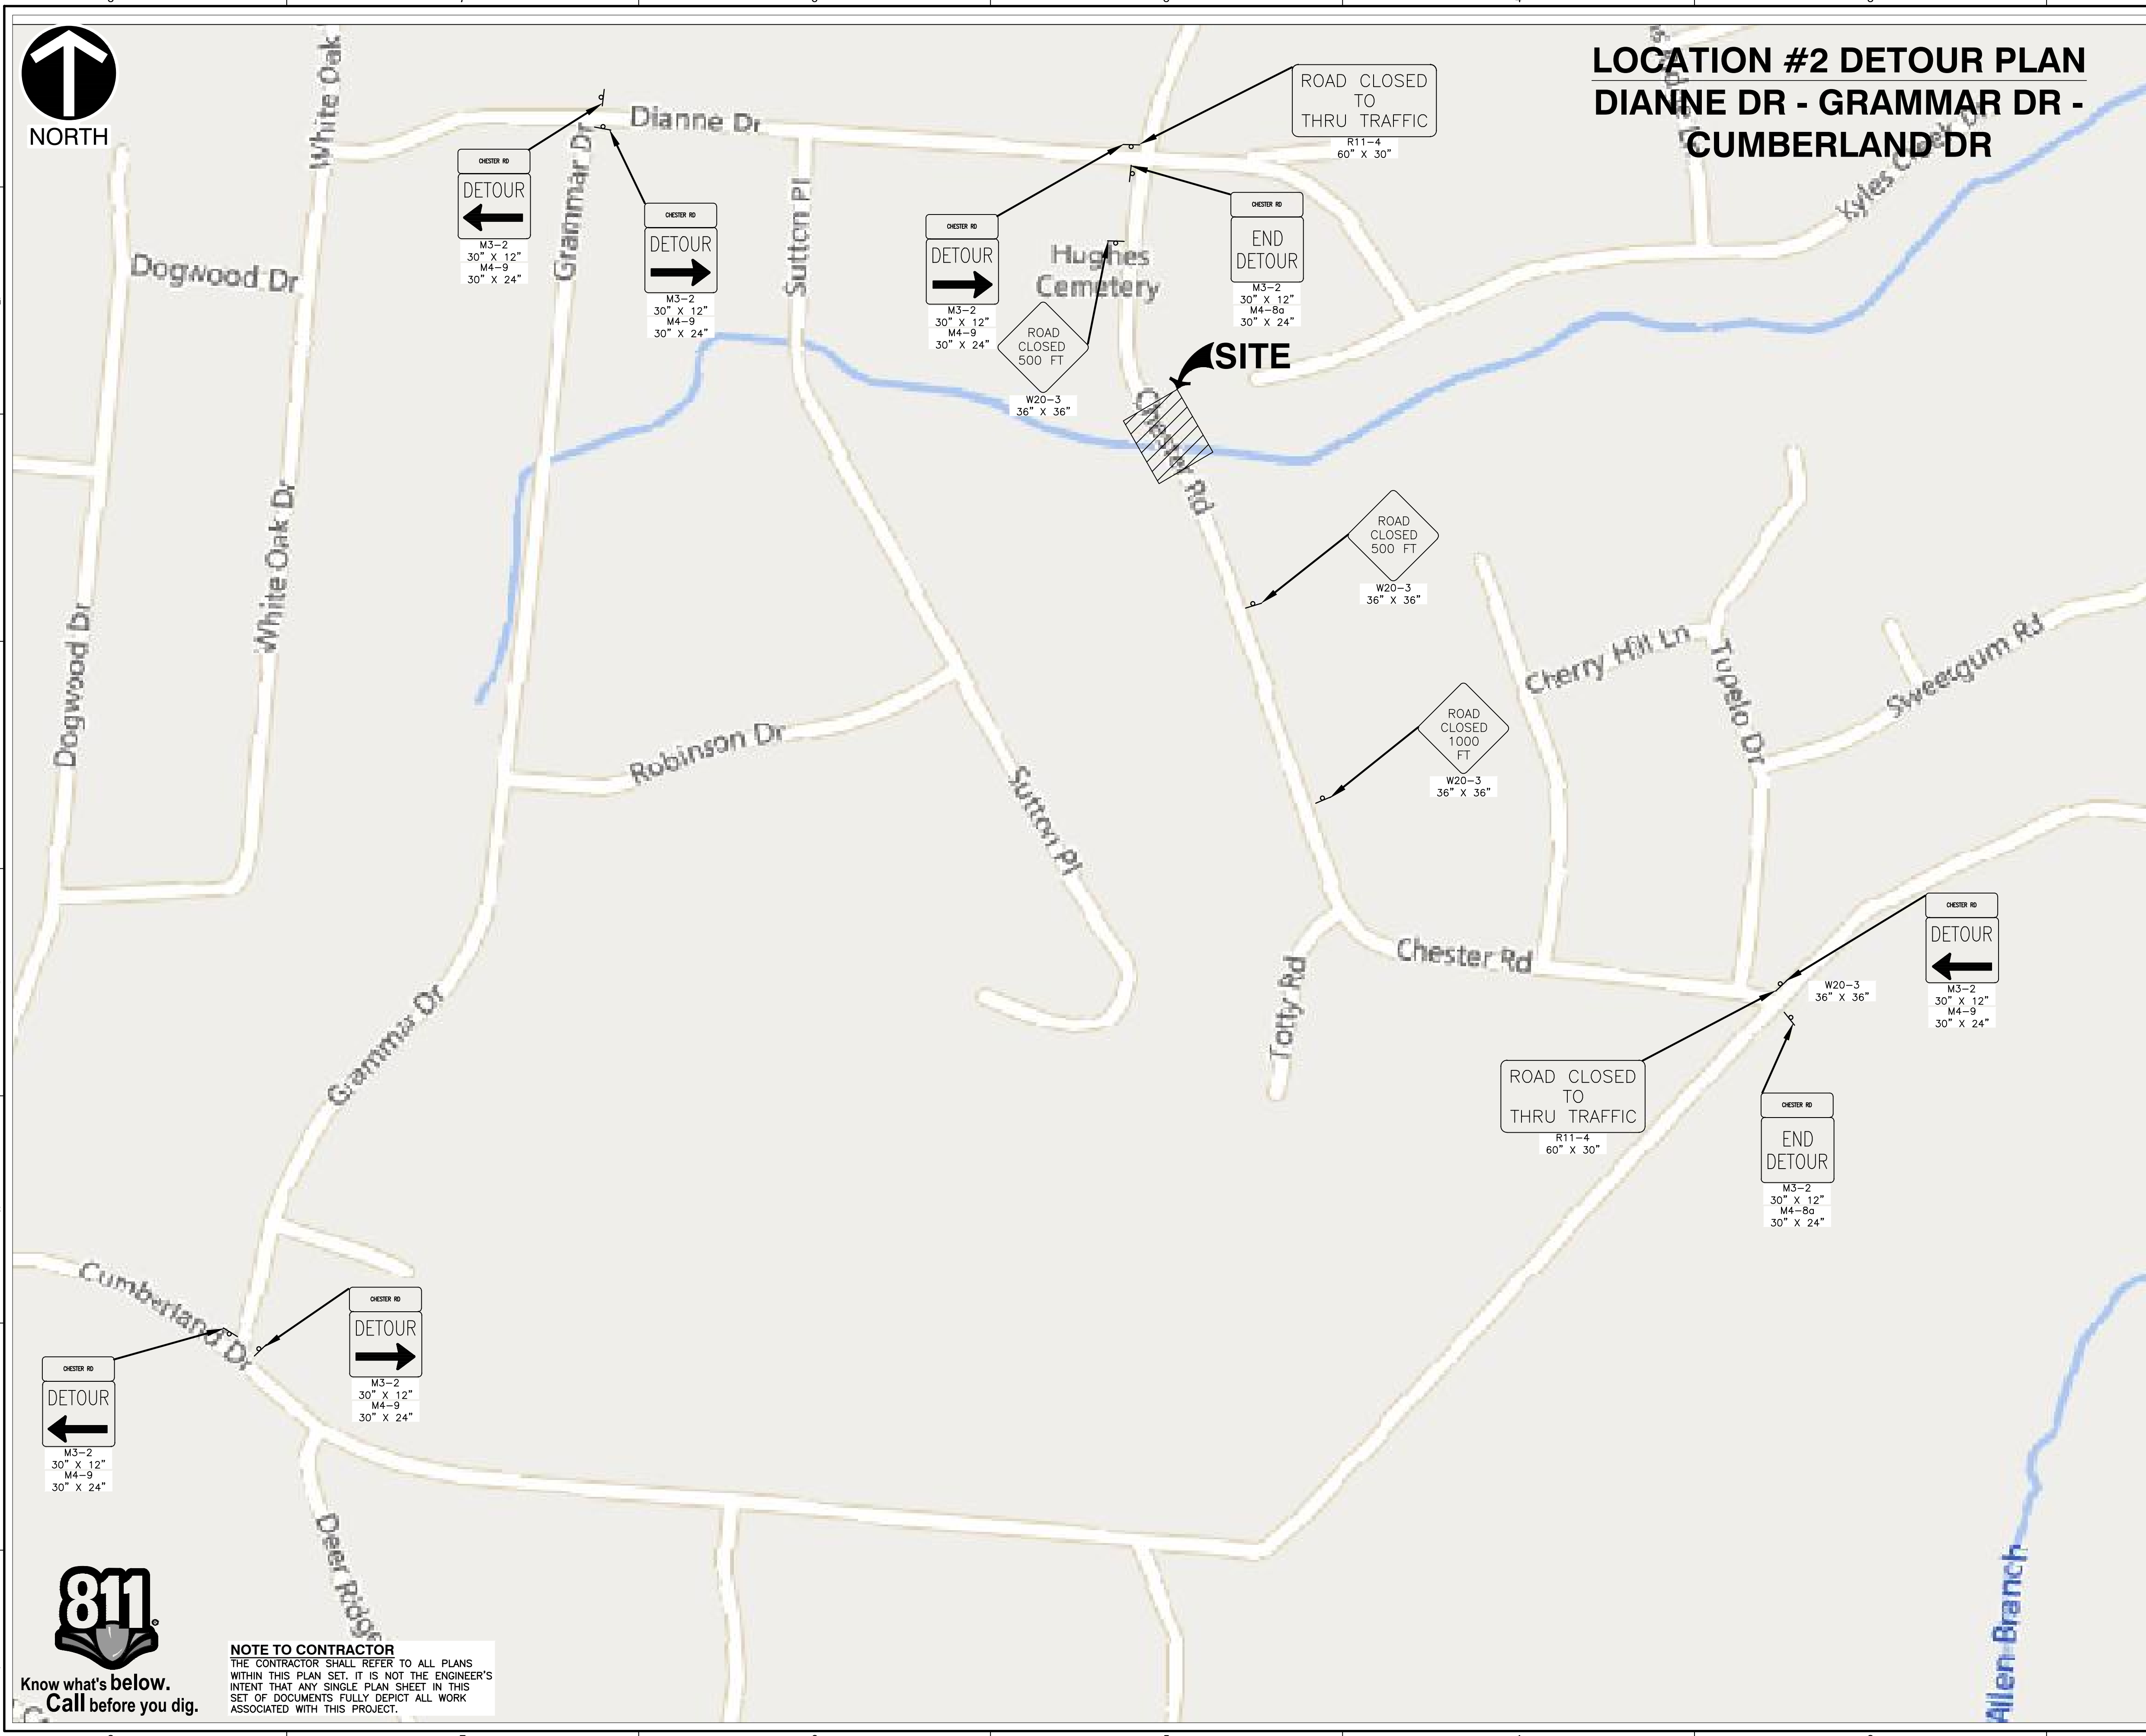 LOCATION #2 DETOUR PLAN
DIANNE DR - GRAMMAR DR -
CUMBERLAND DR
NORTH
White Oak
Dianne Dr
Grammar Dr
Sutton Pl
Dogwood Dr
Hughes
Cemetery
Kyles Creek Dr
ROAD CLOSED
TO
THRU TRAFFIC
R11-4
60" X 30"
CHESTER RD
DETOUR
M3-2
30" X 12"
M4-9
30" X 24"
CHESTER RD
DETOUR
M3-2
30" X 12"
M4-9
30" X 24"
CHESTER RD
DETOUR
M3-2
30" X 12"
M4-9
30" X 24"
CHESTER RD
END
DETOUR
M3-2
30" X 12"
M4-8a
30" X 24"
ROAD
CLOSED
500 FT
W20-3
36" X 36"
SITE
Chester Rd
ROAD
CLOSED
500 FT
W20-3
36" X 36"
White Oak Dr
Dogwood Dr
Robinson Dr
Sutton Pl
ROAD
CLOSED
1000
FT
W20-3
36" X 36"
Cherry Hill Ln
Tupelo Dr
Sweetgum Rd
Chester Rd
Totty Rd
Grammar Dr
CHESTER RD
DETOUR
M3-2
30" X 12"
M4-9
30" X 24"
W20-3
36" X 36"
ROAD CLOSED
TO
THRU TRAFFIC
R11-4
60" X 30"
CHESTER RD
END
DETOUR
M3-2
30" X 12"
M4-8a
30" X 24"
Cumberland Dr
CHESTER RD
DETOUR
M3-2
30" X 12"
M4-9
30" X 24"
CHESTER RD
DETOUR
M3-2
30" X 12"
M4-9
30" X 24"
Deer Ridge
Allen Branch
811
Know what's below.
Call before you dig.
NOTE TO CONTRACTOR
THE CONTRACTOR SHALL REFER TO ALL PLANS
WITHIN THIS PLAN SET. IT IS NOT THE ENGINEER'S
INTENT THAT ANY SINGLE PLAN SHEET IN THIS
SET OF DOCUMENTS FULLY DEPICT ALL WORK
ASSOCIATED WITH THIS PROJECT.